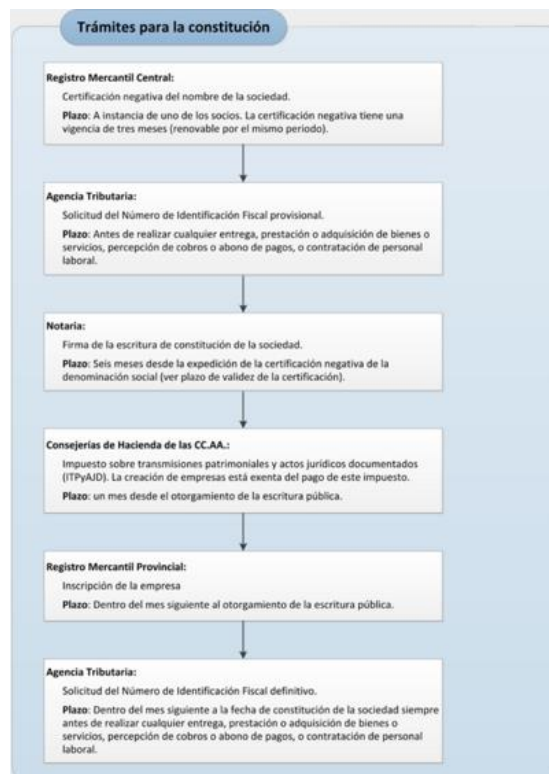 Trámites para la constitución
Registro Mercantil Central:
Certificación negativa del nombre de la sociedad.
Plazo: A instancia de uno de los socios. La certificación negativa tiene una
vigencia de tres meses (renovable por el mismo periodo).
Agencia Tributaria:
Solicitud del Número de Identificación Fiscal provisional.
Plazo: Antes de realizar cualquier entrega, prestación o adquisición de bienes o
servicios, percepción de cobros o abono de pagos, o contratación de personal
laboral.
Notaria:
Firma de la escritura de constitución de la sociedad.
Plazo: Seis meses desde la expedición de la certificación negativa de la
denominación social (ver plazo de validez de la certificación).
Consejerías de Hacienda de las CC.AA.:
Impuesto sobre transmisiones patrimoniales y actos jurídicos documentados
(ITPyAJD). La creación de empresas está exenta del pago de este impuesto.
Plazo: un mes desde el otorgamiento de la escritura pública.
Registro Mercantil Provincial:
Inscripción de la empresa
Plazo: Dentro del mes siguiente al otorgamiento de la escritura pública.
Agencia Tributaria:
Solicitud del Número de Identificación Fiscal definitivo.
Plazo: Dentro del mes siguiente a la fecha de constitución de la sociedad siempre
antes de realizar cualquier entrega, prestación o adquisición de bienes o
servicios, percepción de cobros o abono de pagos, o contratación de personal
laboral.